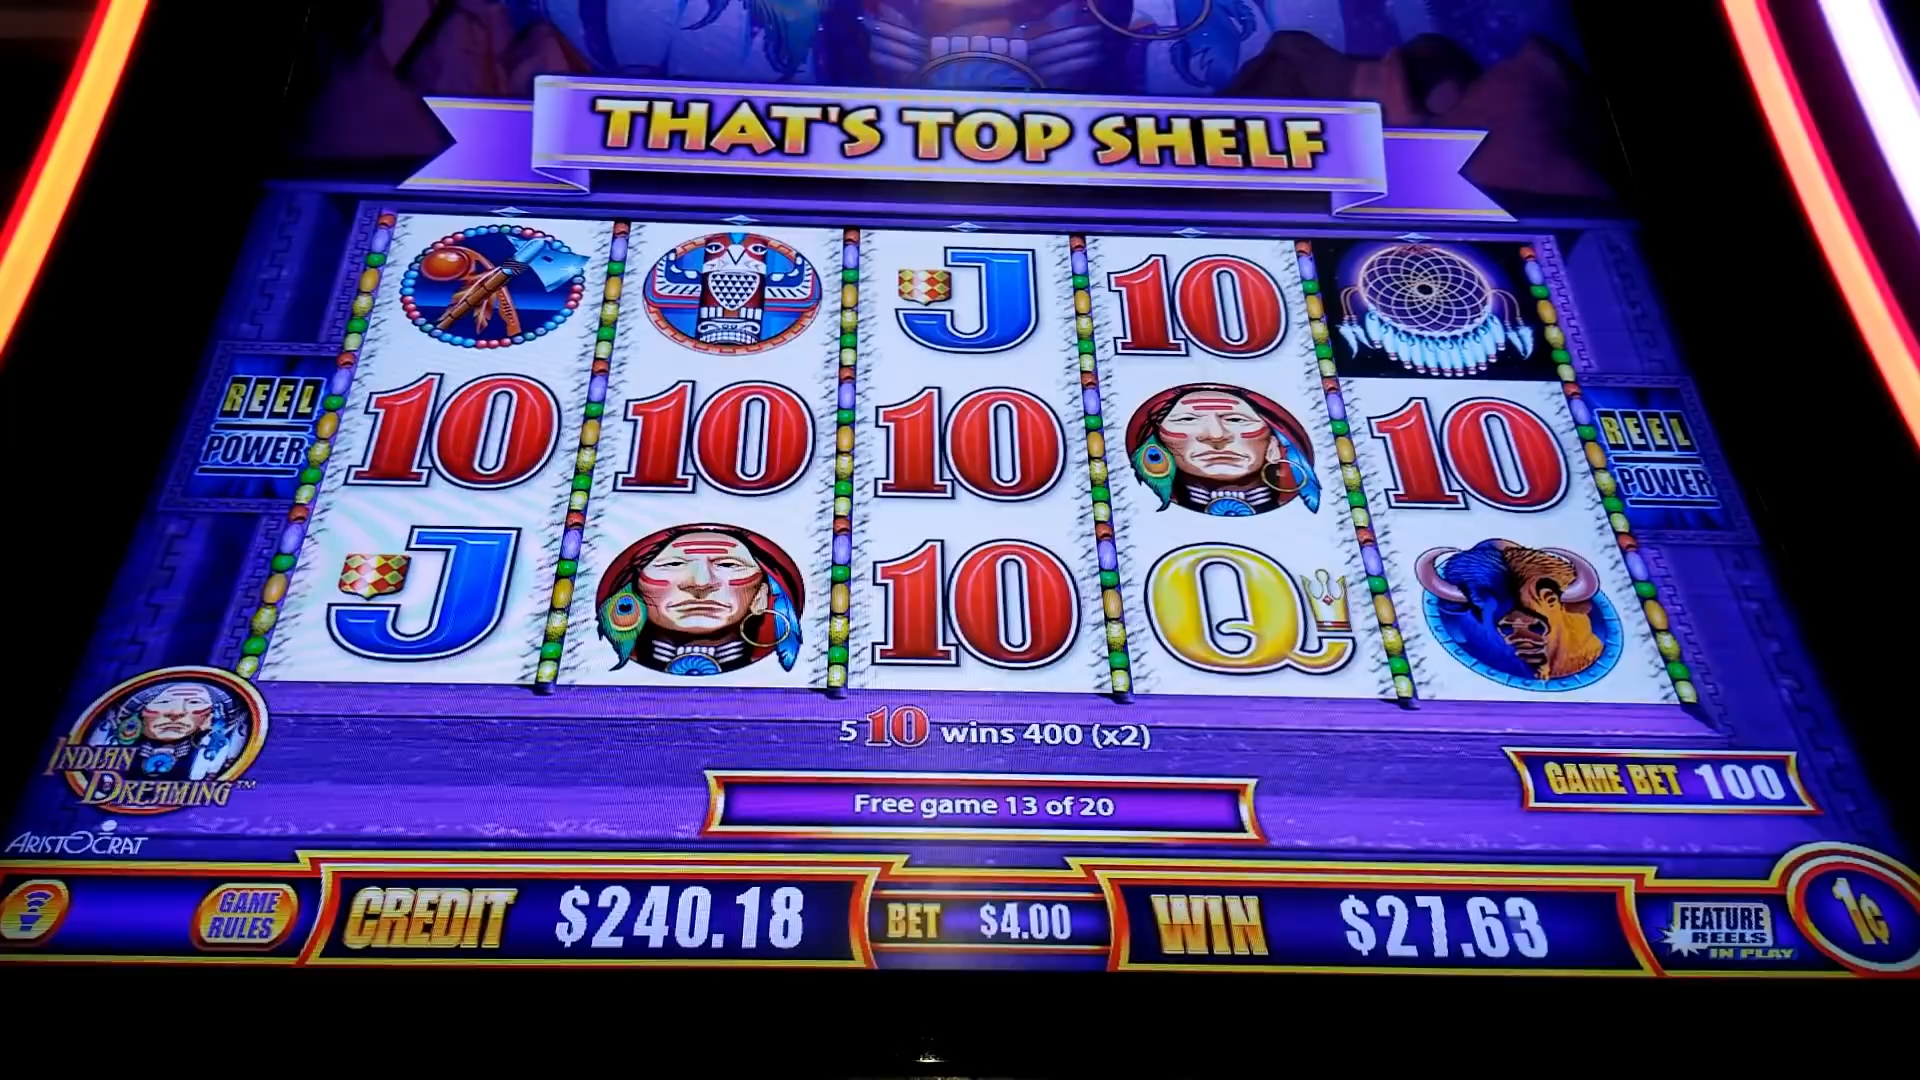 THAT'S TOP SHELF
J 10
REEL
POWER
10 10 10 10
REEL
POWER
J 10 Q
5 10 wins 400 (x2)
INDIAN
DREAMING™
GAME BET 100
Free game 13 of 20
ARISTOCRAT
GAME
RULES
CREDIT $240.18
BET $4.00
WIN $27.63
FEATURE
REELS
IN PLAY
1¢